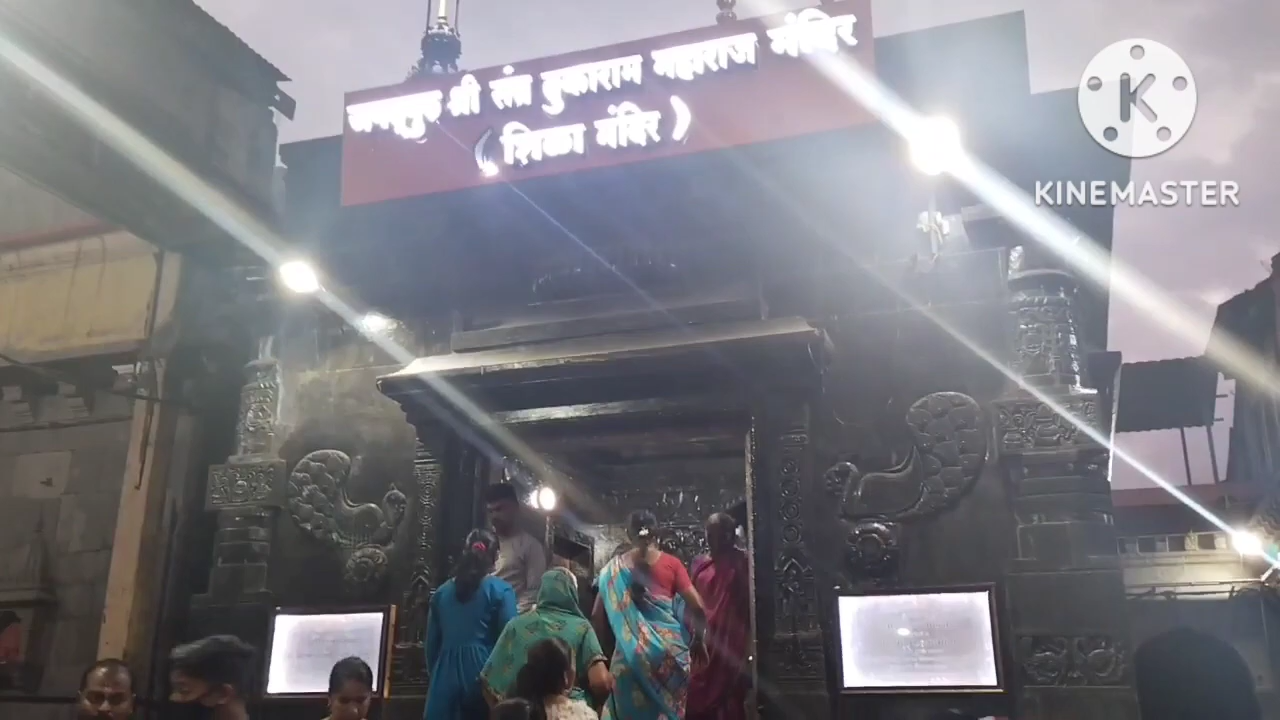 जगद्गुरु श्री संत तुकाराम महाराज मंदिर
( शिळा मंदिर )
K
KINEMASTER